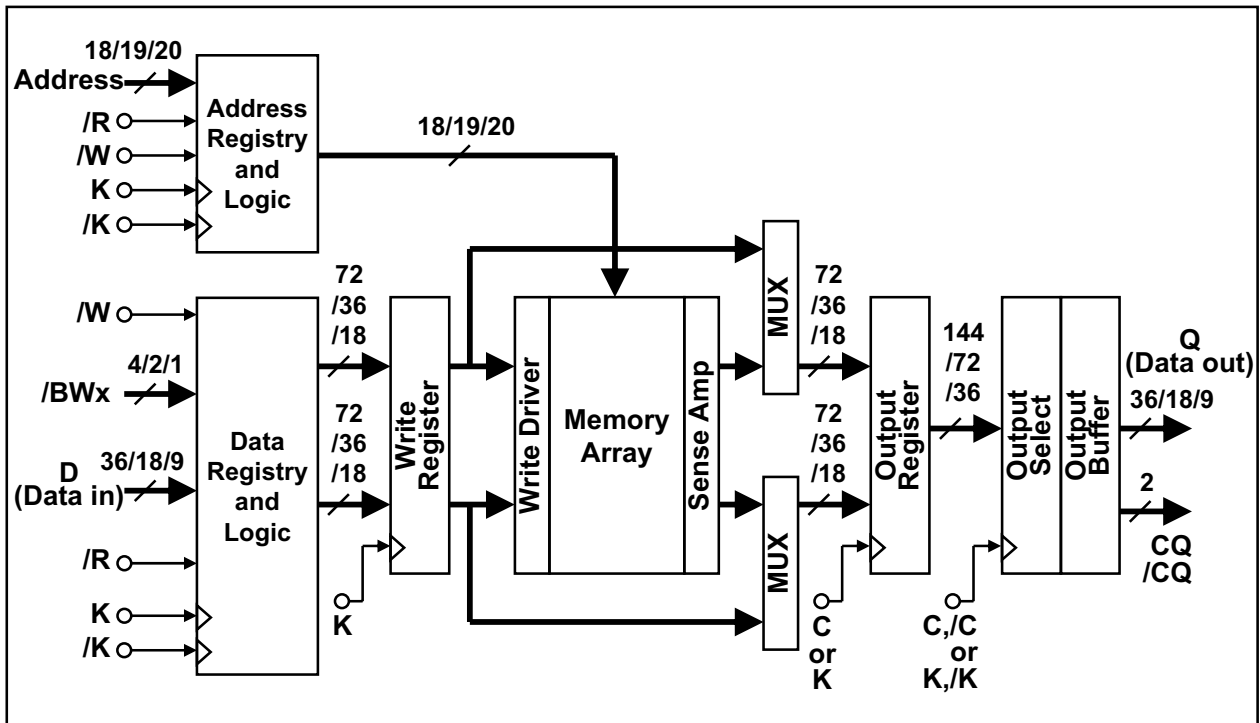 18/19/20
Address
/R
/W
K
/K
Address
Registry
and
Logic
18/19/20
/W
4/2/1
/BWx
36/18/9
D
(Data in)
/R
K
/K
Data
Registry
and
Logic
72
/36
/18
72
/36
/18
Write
Register
K
Write Driver
Memory
Array
Sense Amp
MUX
MUX
72
/36
/18
72
/36
/18
Output
Register
C
or
K
144
/72
/36
Output
Select
C,/C
or
K,/K
Output
Buffer
Q
(Data out)
36/18/9
2
CQ
/CQ